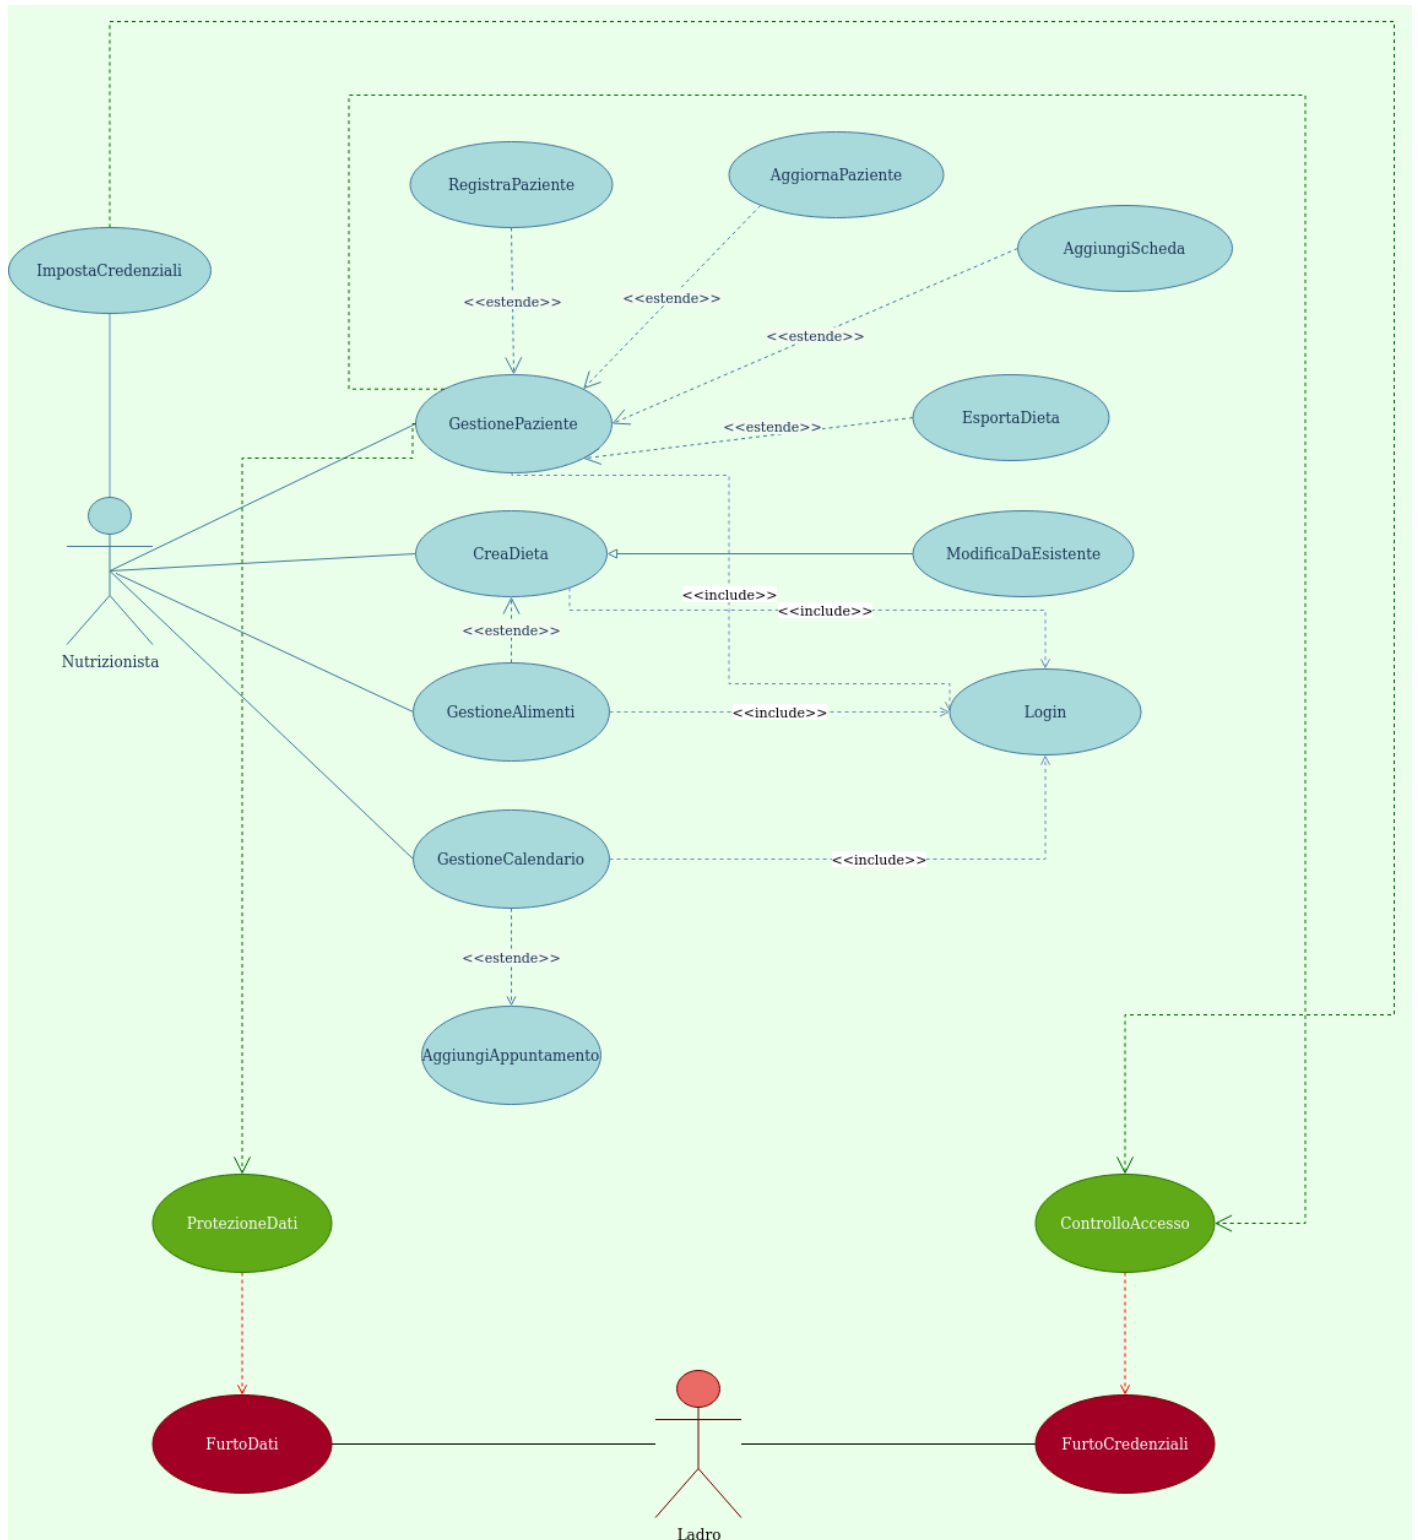 RegistraPaziente
AggiornaPaziente
AggiungiScheda
ImpostaCredenziali
<<estende>>
<<estende>>
<<estende>>
GestionePaziente
EsportaDieta
<<estende>>
CreaDieta
ModificaDaEsistente
<<include>>
<<include>>
<<estende>>
Nutrizionista
GestioneAlimenti
<<include>>
Login
GestioneCalendario
<<include>>
<<estende>>
AggiungiAppuntamento
ProtezioneDati
ControlloAccesso
FurtoDati
FurtoCredenziali
Ladro